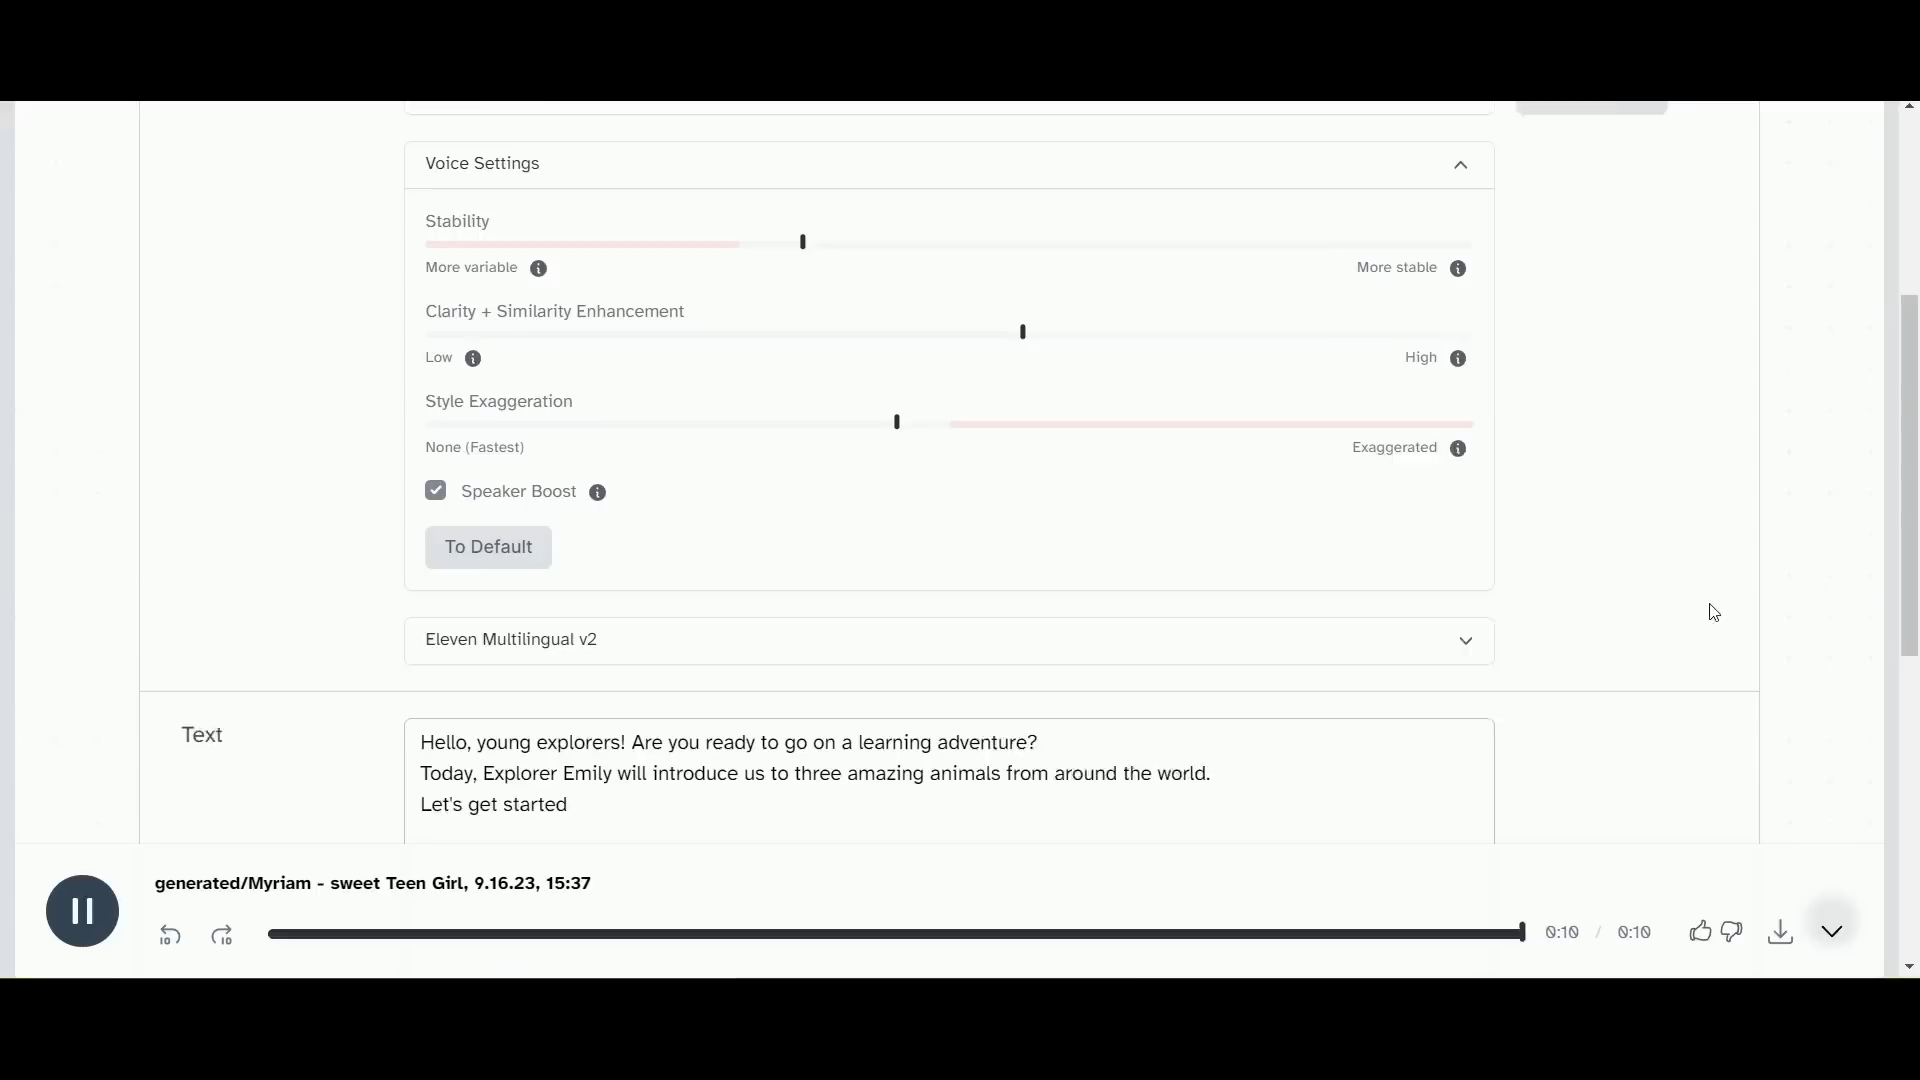 Voice Settings
Stability
More variable
More stable
Clarity + Similarity Enhancement
Low
High
Style Exaggeration
None (Fastest)
Exaggerated
Speaker Boost
To Default
Eleven Multilingual v2
Text
Hello, young explorers! Are you ready to go on a learning adventure?
Today, Explorer Emily will introduce us to three amazing animals from around the world.
Let's get started
generated/Myriam - sweet Teen Girl, 9.16.23, 15:37
10
10
0:10 / 0:10